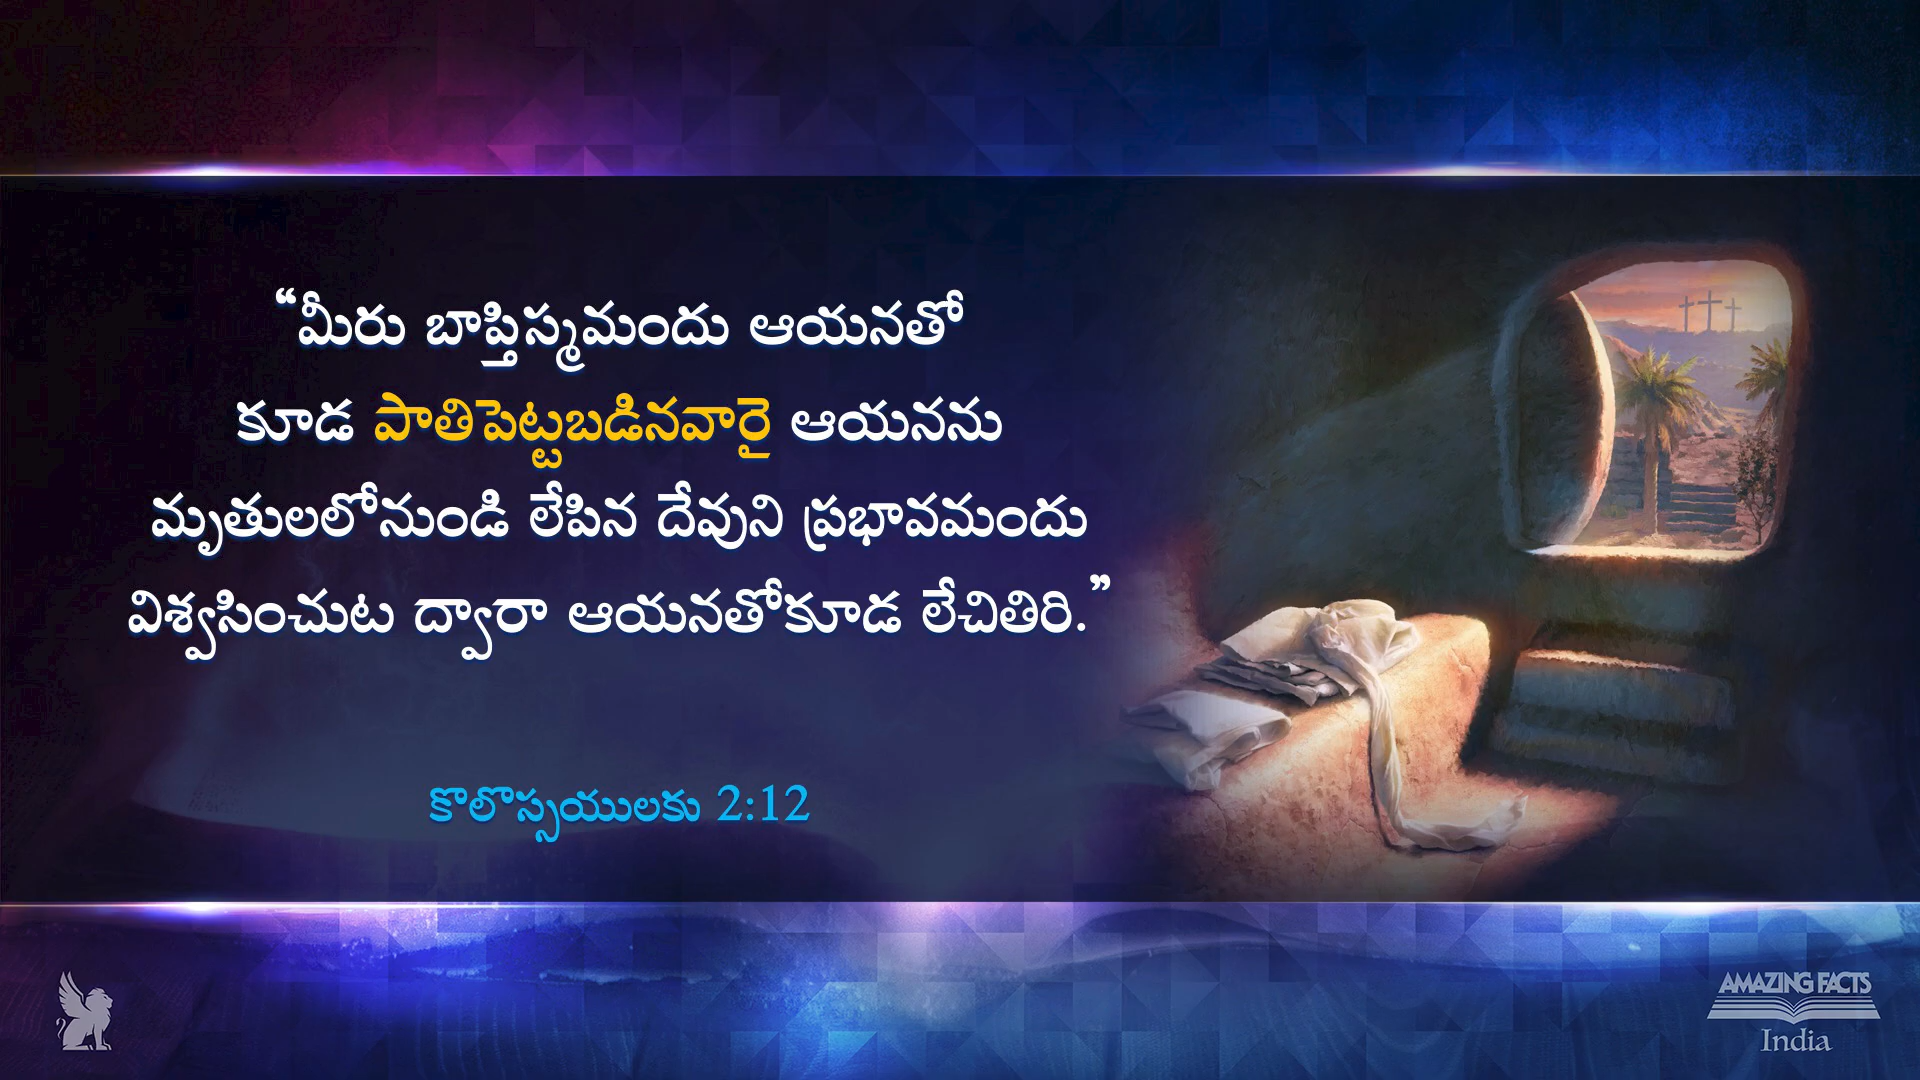 “మీరు బాప్తిస్మమందు ఆయనతో
కూడ పాతిపెట్టబడినవారై ఆయనను
మృతులలోనుండి లేపిన దేవుని ప్రభావమందు
విశ్వసించుట ద్వారా ఆయనతోకూడ లేచితిరి.”
కొలొస్సయులకు 2:12
AMAZING FACTS
India